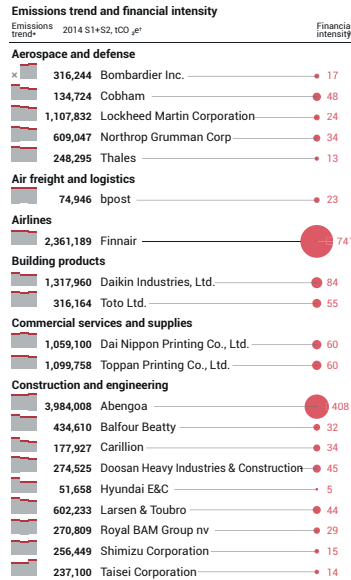 Emissions trend and financial intensity
Emissions trend• 2014 S1+S2, tCO₂e† Financial intensity
Aerospace and defense
× 316,244 Bombardier Inc. 17
134,724 Cobham 48
1,107,832 Lockheed Martin Corporation 24
609,047 Northrop Grumman Corp 34
248,295 Thales 13
Air freight and logistics
74,946 bpost 23
Airlines
2,361,189 Finnair 741
Building products
1,317,960 Daikin Industries, Ltd. 84
316,164 Toto Ltd. 55
Commercial services and supplies
1,059,100 Dai Nippon Printing Co., Ltd. 60
1,099,758 Toppan Printing Co., Ltd. 60
Construction and engineering
3,984,008 Abengoa 408
434,610 Balfour Beatty 32
177,927 Carillion 34
274,525 Doosan Heavy Industries & Construction 45
51,658 Hyundai E&C 5
602,233 Larsen & Toubro 44
270,809 Royal BAM Group nv 29
256,449 Shimizu Corporation 15
237,100 Taisei Corporation 14